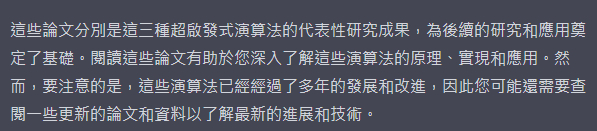 這些論文分別是這三種超啟發式演算法的代表性研究成果，為後續的研究和應用奠
定了基礎。閱讀這些論文有助於您深入了解這些演算法的原理、實現和應用。然
而，要注意的是，這些演算法已經經過了多年的發展和改進，因此您可能還需要查
閱一些更新的論文和資料以了解最新的進展和技術。